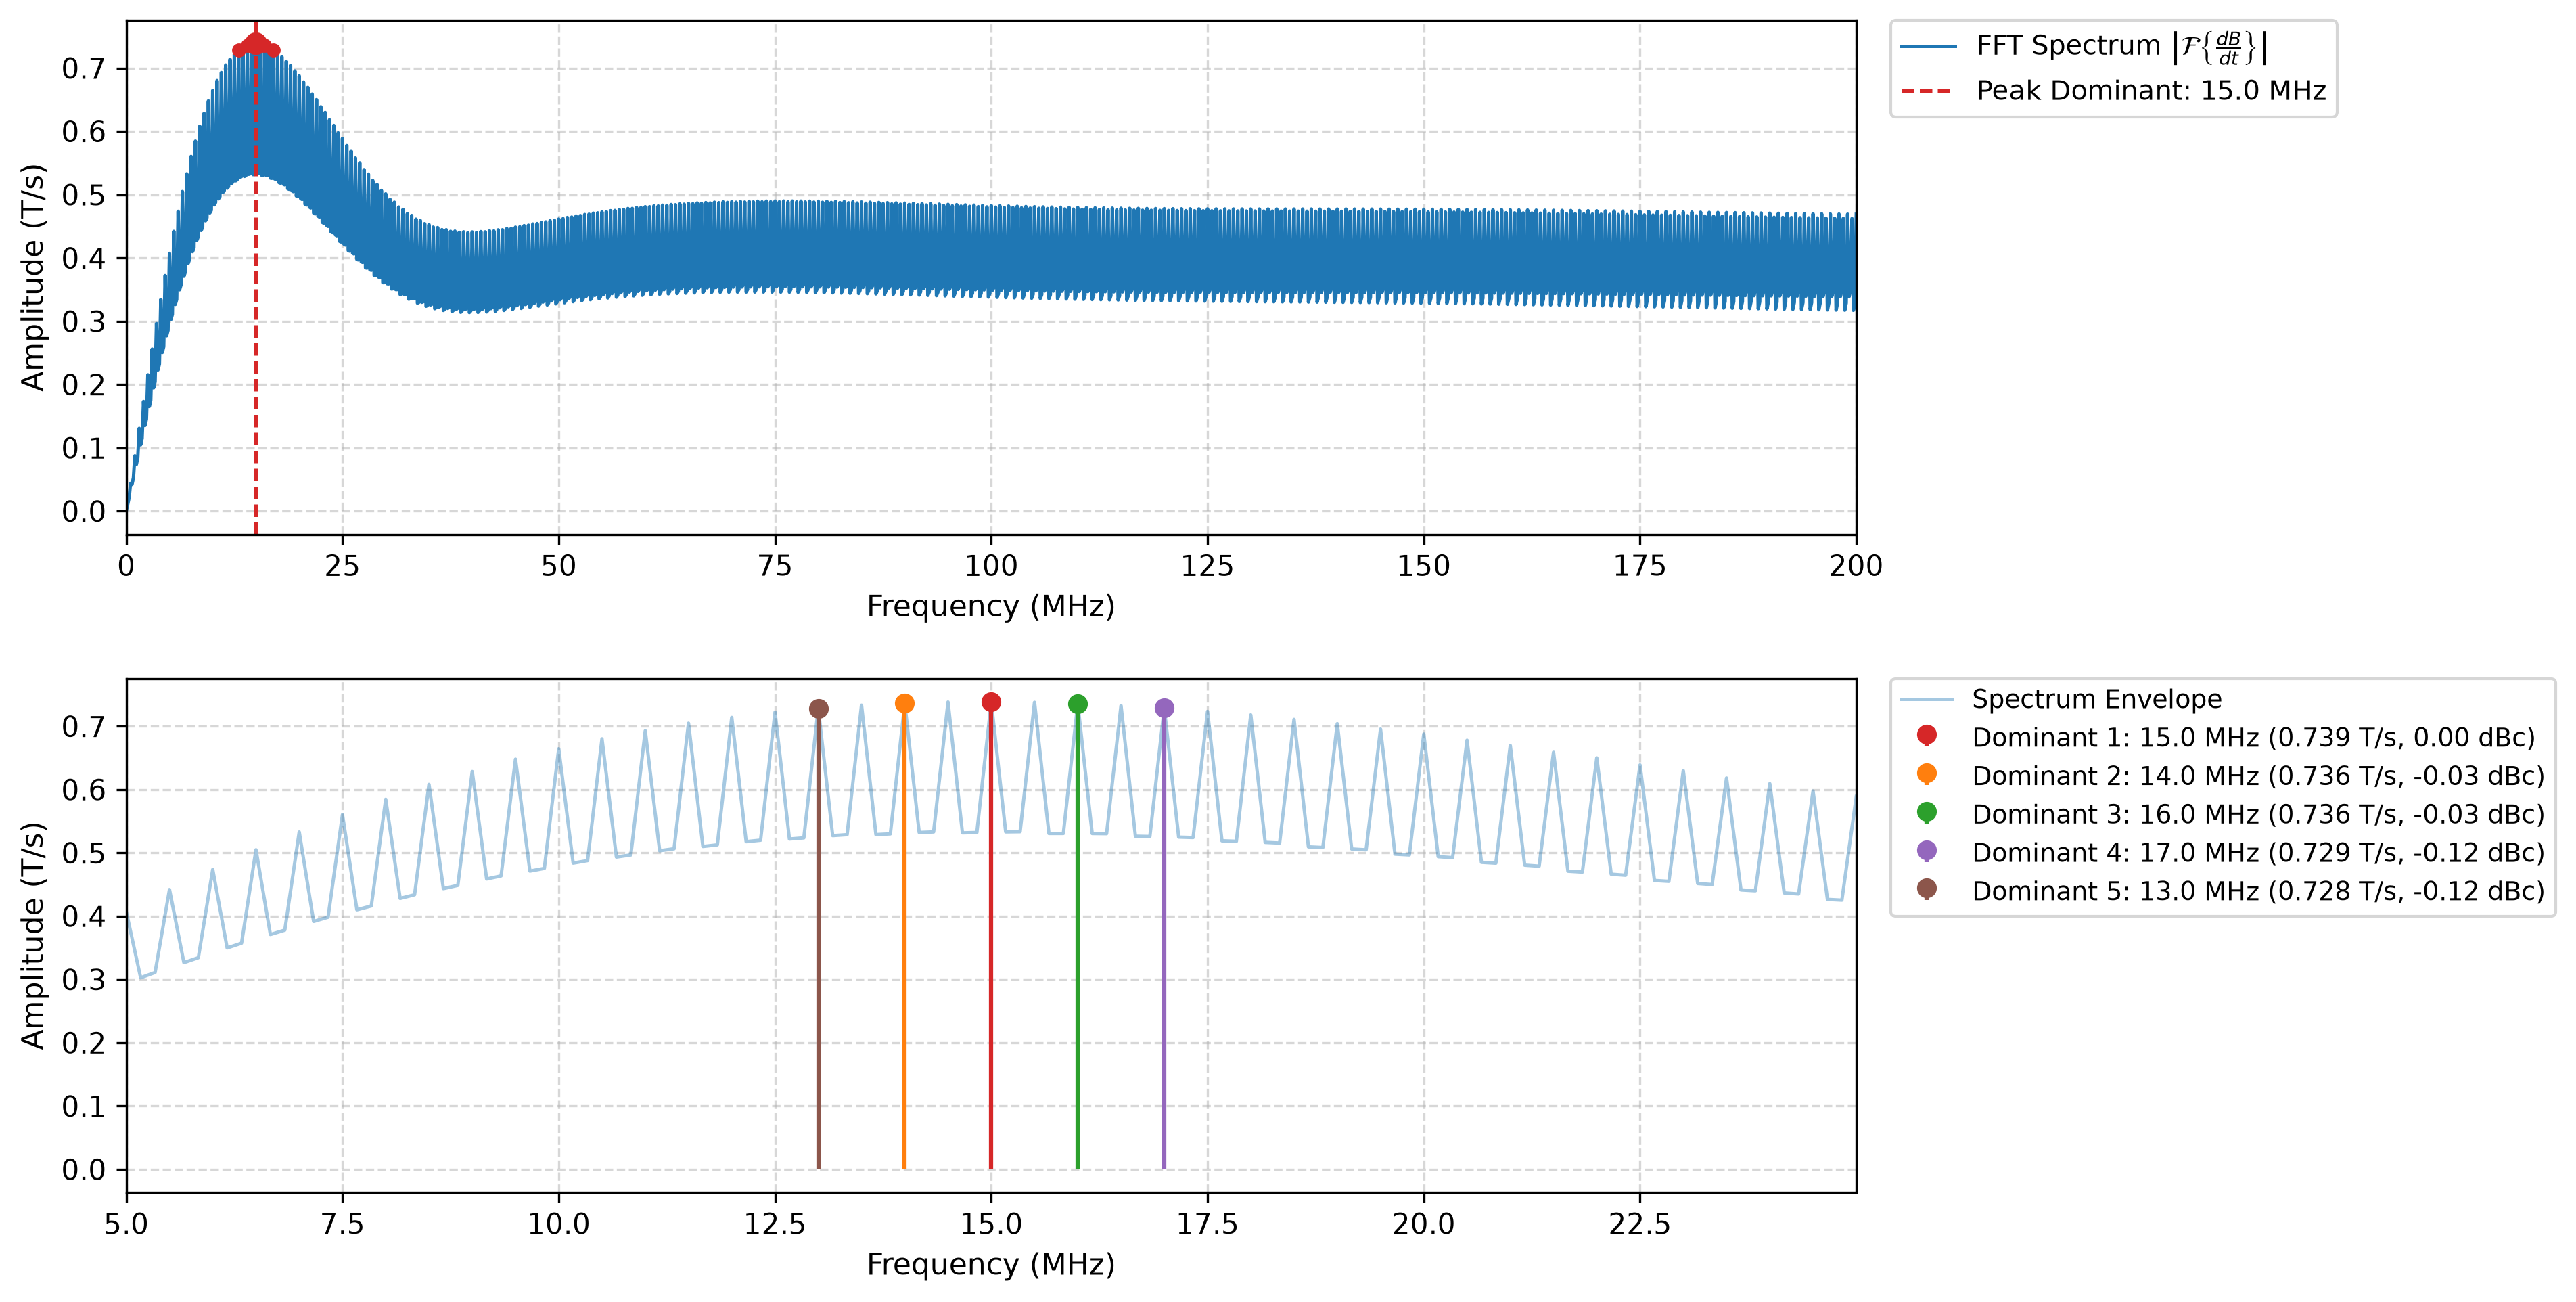 FFT Spectrum |ℱ{dB/dt}|
Peak Dominant: 15.0 MHz
Amplitude (T/s)
0.7
0.6
0.5
0.4
0.3
0.2
0.1
0.0
0 25 50 75 100 125 150 175 200
Frequency (MHz)
Spectrum Envelope
Dominant 1: 15.0 MHz (0.739 T/s, 0.00 dBc)
Dominant 2: 14.0 MHz (0.736 T/s, -0.03 dBc)
Dominant 3: 16.0 MHz (0.736 T/s, -0.03 dBc)
Dominant 4: 17.0 MHz (0.729 T/s, -0.12 dBc)
Dominant 5: 13.0 MHz (0.728 T/s, -0.12 dBc)
Amplitude (T/s)
0.7
0.6
0.5
0.4
0.3
0.2
0.1
0.0
5.0 7.5 10.0 12.5 15.0 17.5 20.0 22.5
Frequency (MHz)